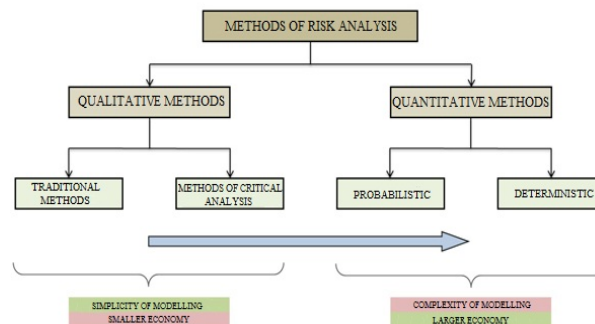 METHODS OF RISK ANALYSIS
QUALITATIVE METHODS
QUANTITATIVE METHODS
TRADITIONAL
METHODS
METHODS OF CRITICAL
ANALYSIS
PROBABILISTIC
DETERMINISTIC
SIMPLICITY OF MODELLING
SMALLER ECONOMY
COMPLEXITY OF MODELLING
LARGER ECONOMY